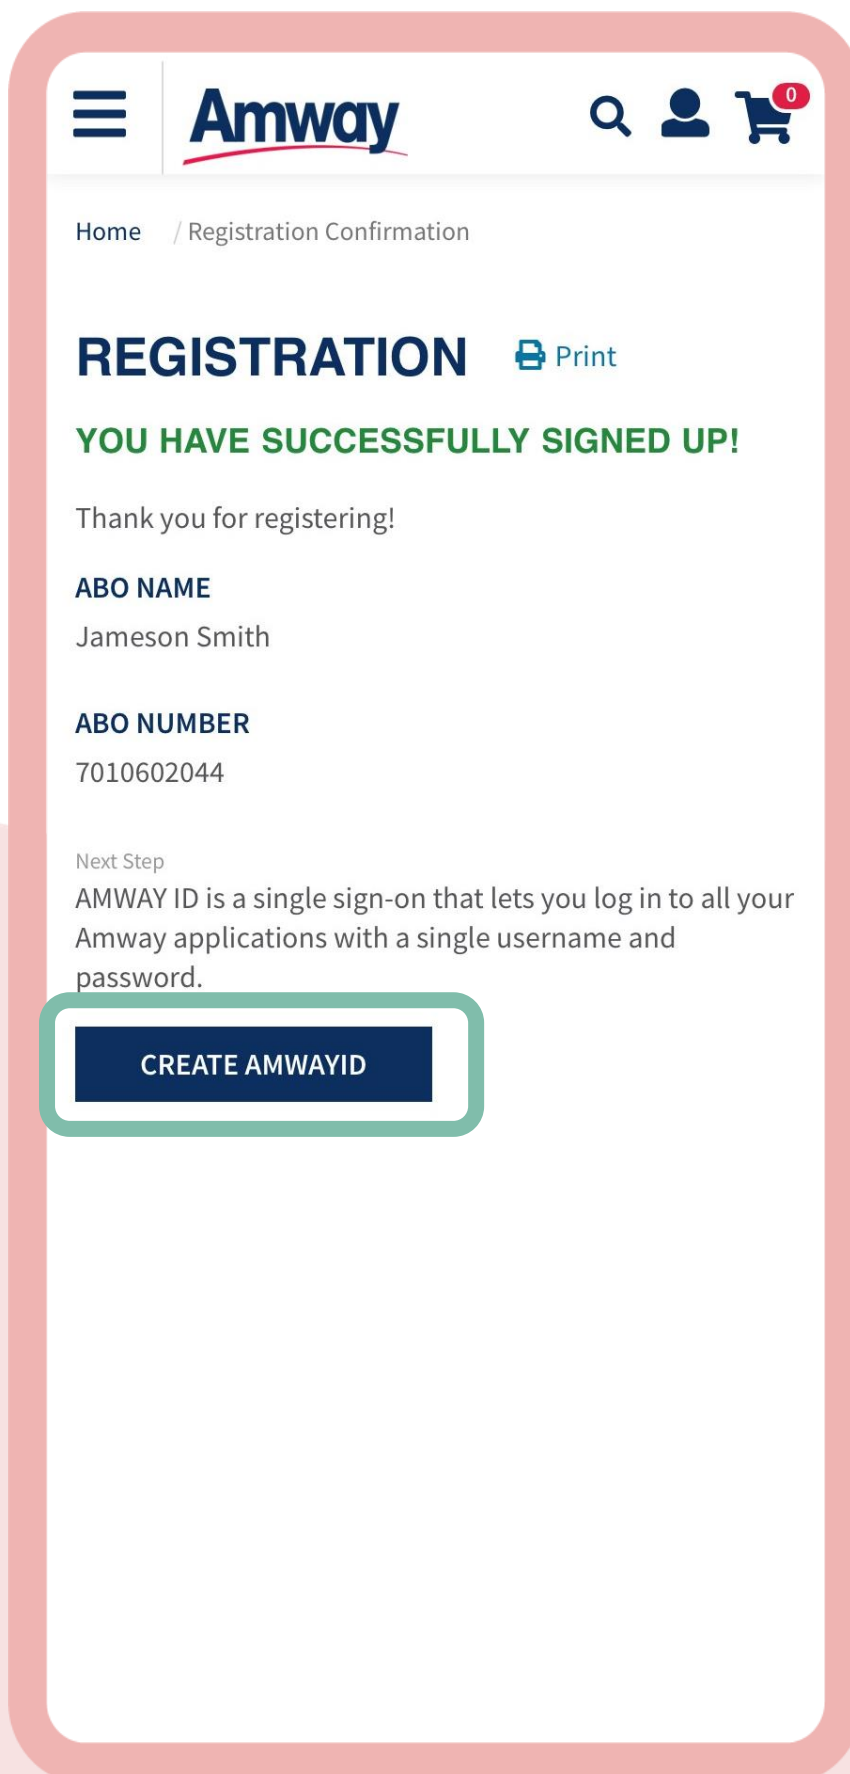 Amway
0
Home / Registration Confirmation
REGISTRATION Print
YOU HAVE SUCCESSFULLY SIGNED UP!
Thank you for registering!
ABO NAME
Jameson Smith
ABO NUMBER
7010602044
Next Step
AMWAY ID is a single sign-on that lets you log in to all your
Amway applications with a single username and
password.
CREATE AMWAYID